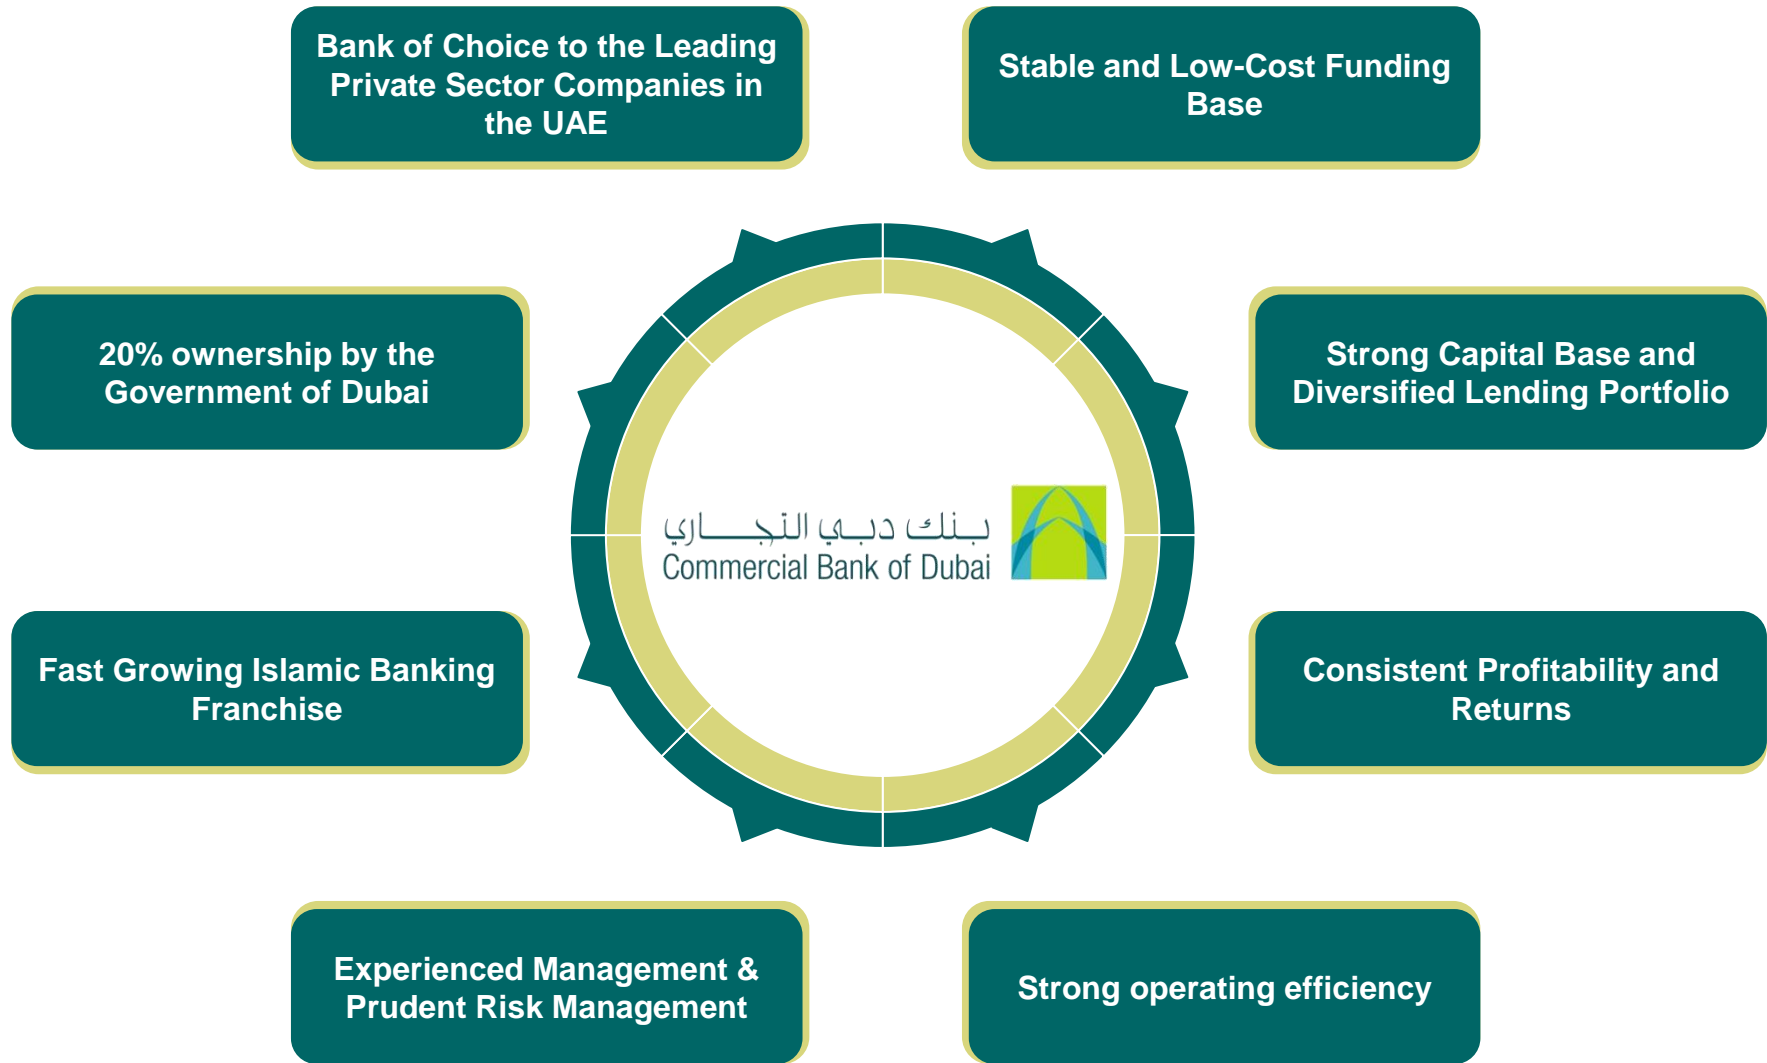 Bank of Choice to the Leading
Private Sector Companies in
the UAE
Stable and Low-Cost Funding
Base
20% ownership by the
Government of Dubai
Strong Capital Base and
Diversified Lending Portfolio
بنك دبي التجاري
Commercial Bank of Dubai
Fast Growing Islamic Banking
Franchise
Consistent Profitability and
Returns
Experienced Management &
Prudent Risk Management
Strong operating efficiency